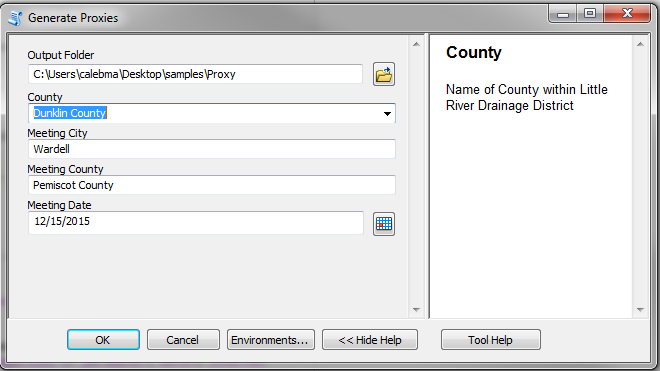 Generate Proxies
Output Folder
C:\Users\calebma\Desktop\samples\Proxy
County
Dunklin County
Meeting City
Wardell
Meeting County
Pemiscot County
Meeting Date
12/15/2015
County
Name of County within Little
River Drainage District
OK
Cancel
Environments...
<< Hide Help
Tool Help